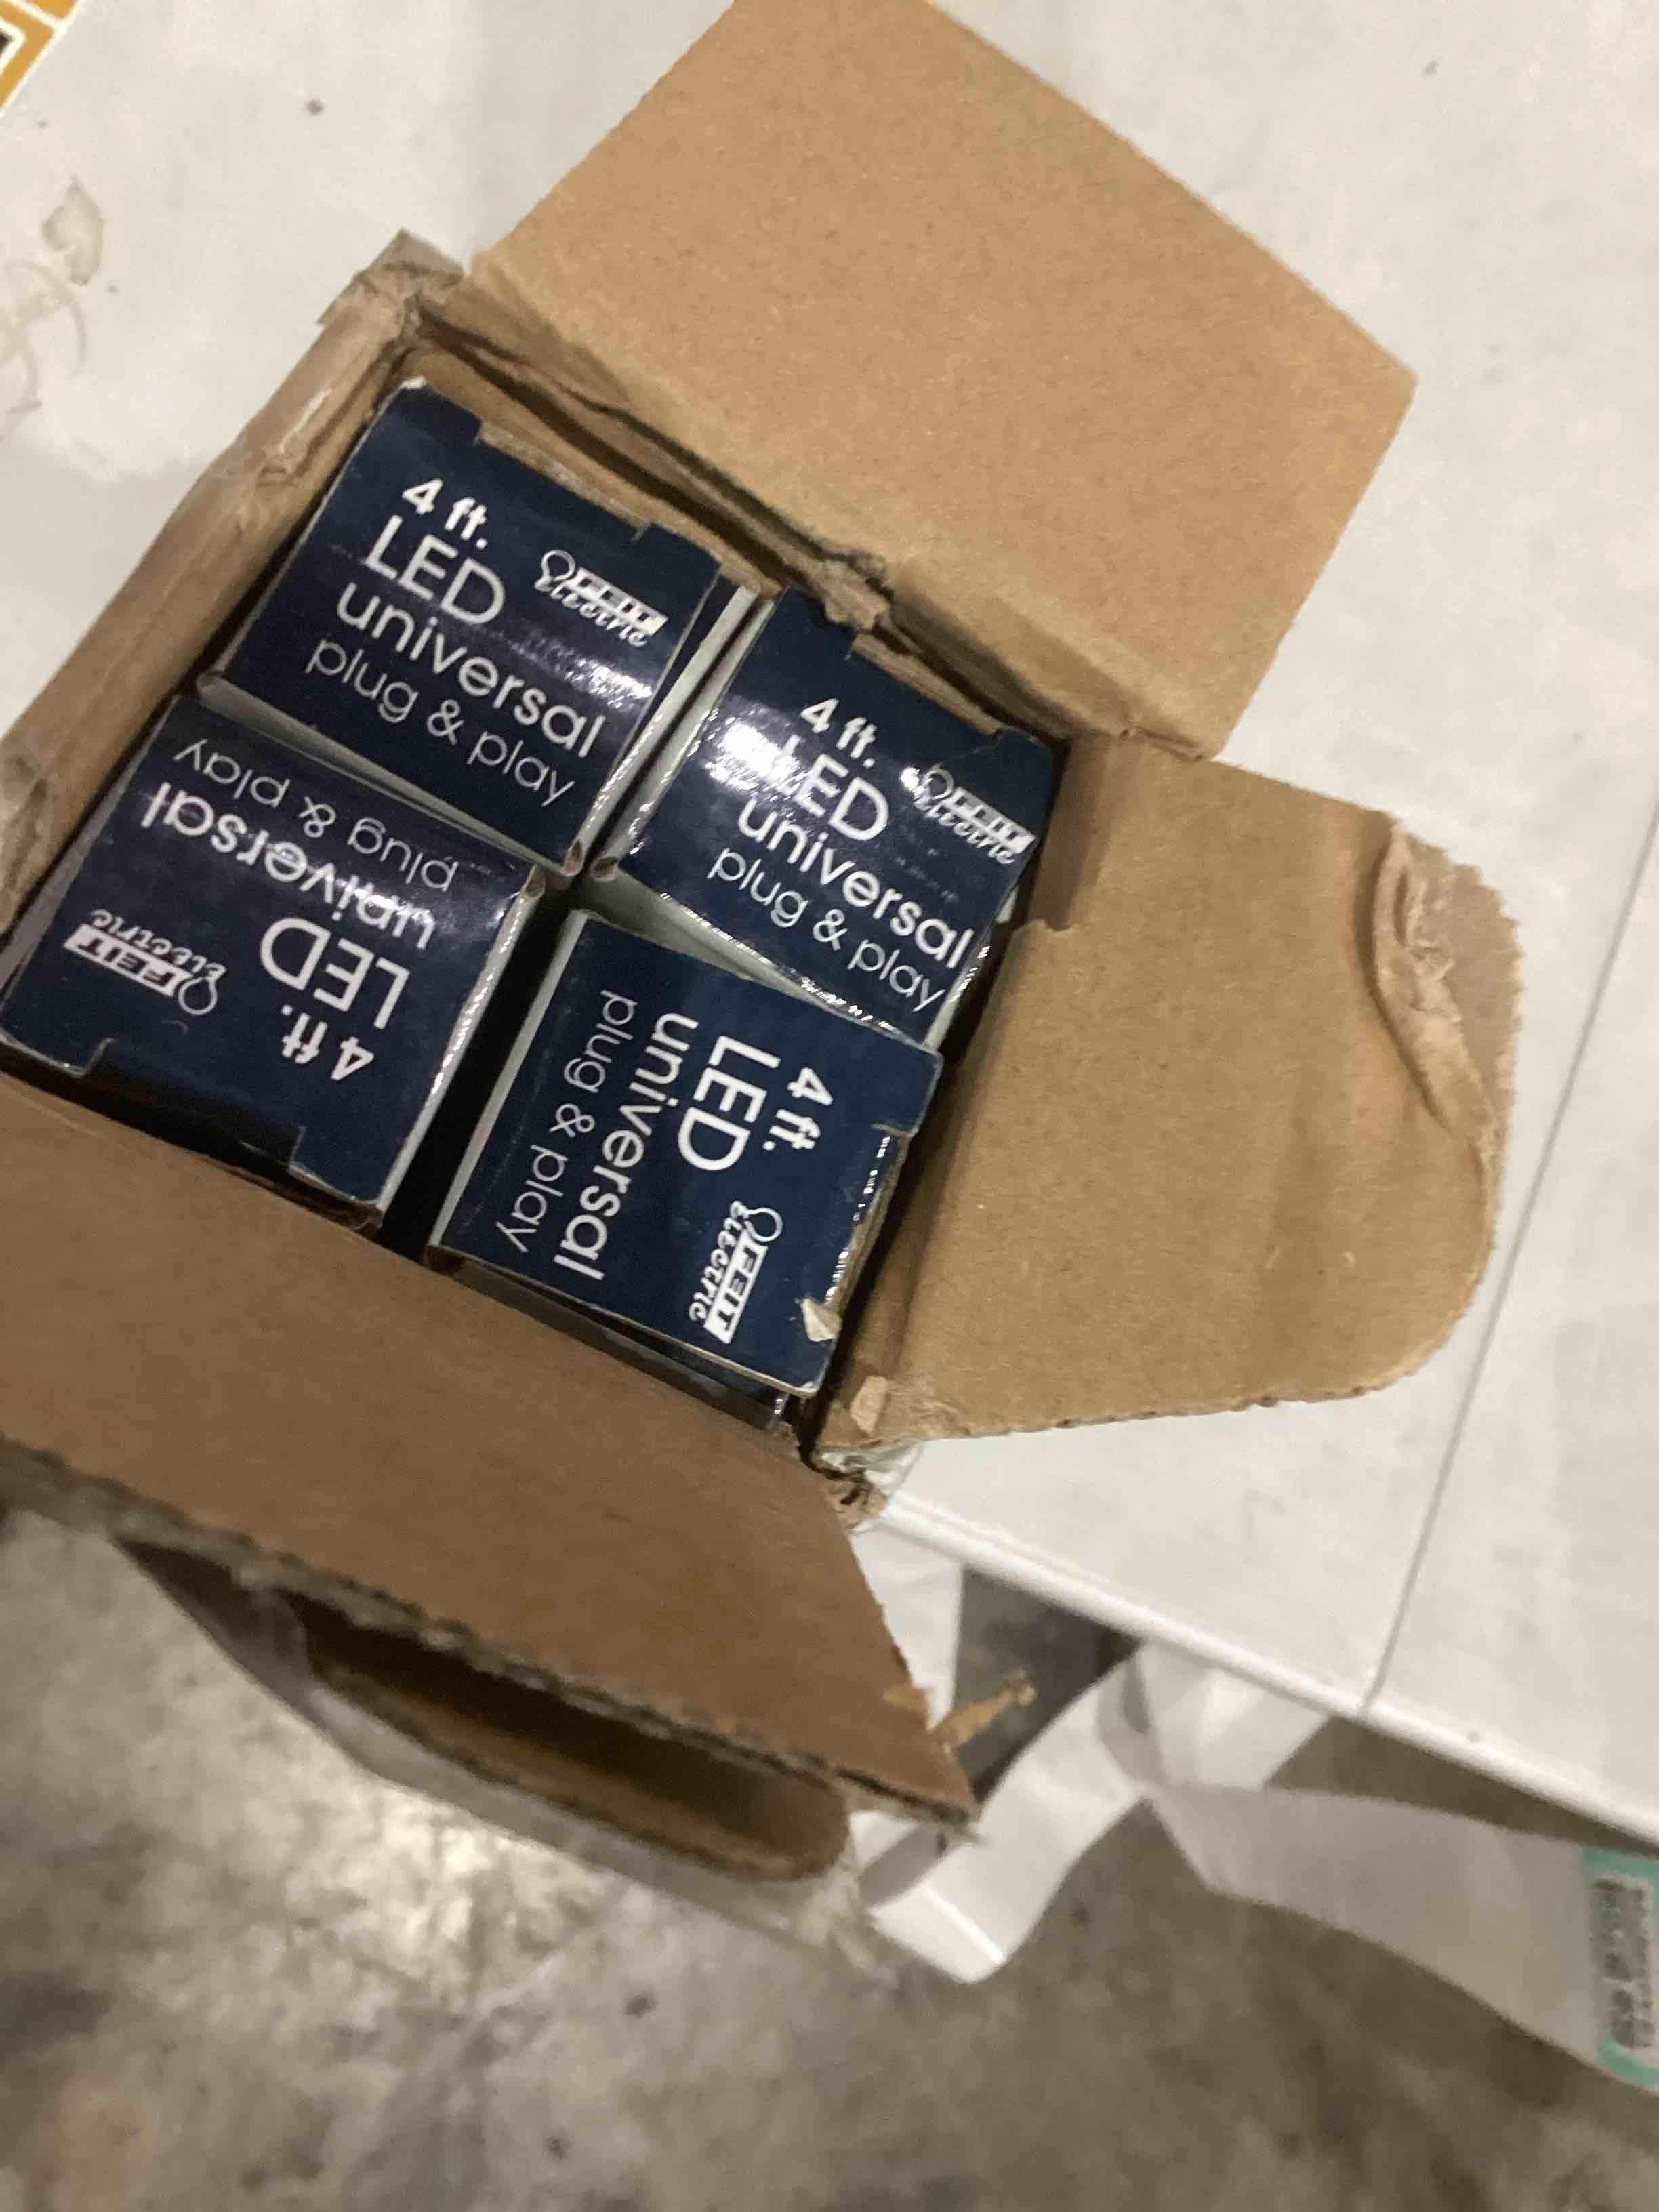 4 ft.
LED
universal
plug & play
FEIT
electric
4 ft.
LED
universal
plug & play
FEIT
electric
4 ft.
LED
universal
plug & play
FEIT
electric
4 ft.
LED
universal
plug & play
FEIT
electric